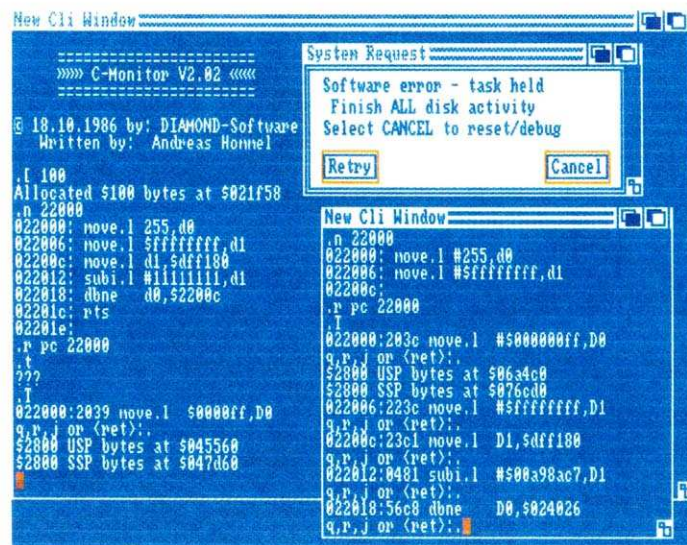 New Cli Window
====================
»»»» C-Monitor V2.02 ««««
====================
© 18.10.1986 by: DIAMOND-Software
Written by: Andreas Hommel
.[ 100
Allocated $100 bytes at $021f58
.n 22000
022000: move.l 255,d0
022006: move.l $ffffffff,d1
02200c: move.l d1,$dff180
022012: subi.l #11111111,d1
022018: dbne d0,$2200c
02201c: rts
02201e:
.r pc 22000
.t
???
.T
022000:2039 move.l $0000ff,D0
q,r,j or <ret>:.
$2800 USP bytes at $045560
$2800 SSP bytes at $047d60
System Request
Software error - task held
Finish ALL disk activity
Select CANCEL to reset/debug
Retry
Cancel
New Cli Window
.n 22000
022000: move.l #255,d0
022006: move.l #$ffffffff,d1
02200c:
.r pc 22000
.T
022000:203c move.l #$000000ff,D0
q,r,j or <ret>:.
$2800 USP bytes at $06a4c0
$2800 SSP bytes at $076cd0
022006:223c move.l #$ffffffff,D1
q,r,j or <ret>:.
02200c:23c1 move.l D1,$dff180
q,r,j or <ret>:.
022012:0481 subi.l #$00a98ac7,D1
q,r,j or <ret>:.
022018:56c8 dbne D0,$024026
q,r,j or <ret>:.